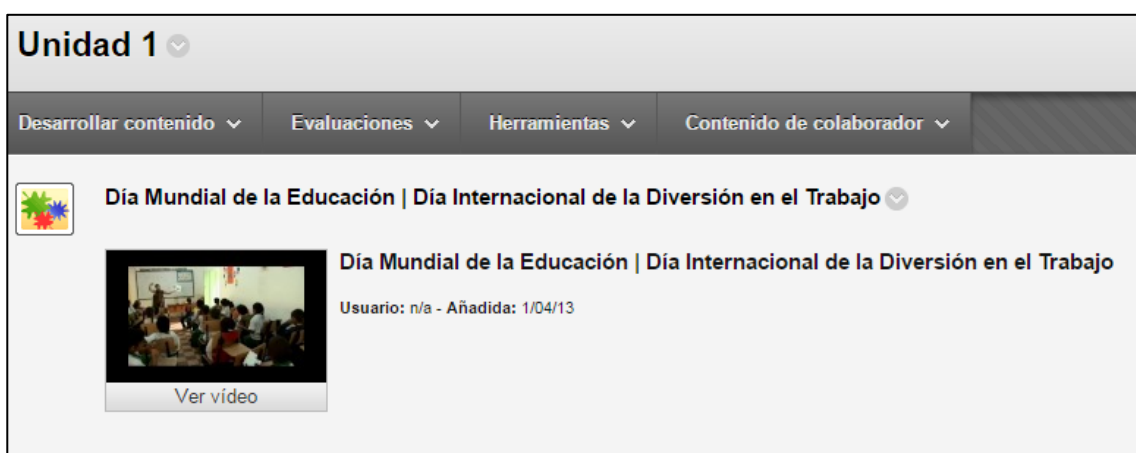 Unidad 1
Desarrollar contenido Evaluaciones Herramientas Contenido de colaborador
Día Mundial de la Educación | Día Internacional de la Diversión en el Trabajo
Día Mundial de la Educación | Día Internacional de la Diversión en el Trabajo
Usuario: n/a - Añadida: 1/04/13
Ver vídeo